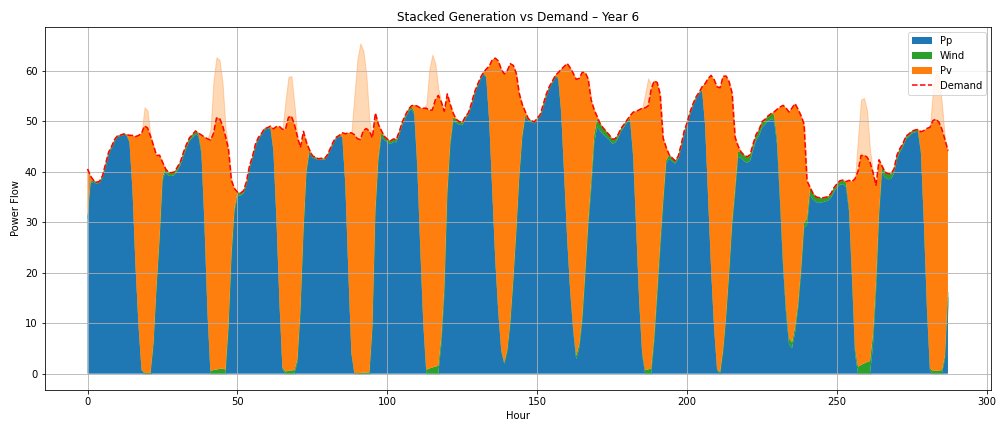 Stacked Generation vs Demand – Year 6
Pp
Wind
Pv
Demand
Power Flow
60
50
40
30
20
10
0
0 50 100 150 200 250 300
Hour